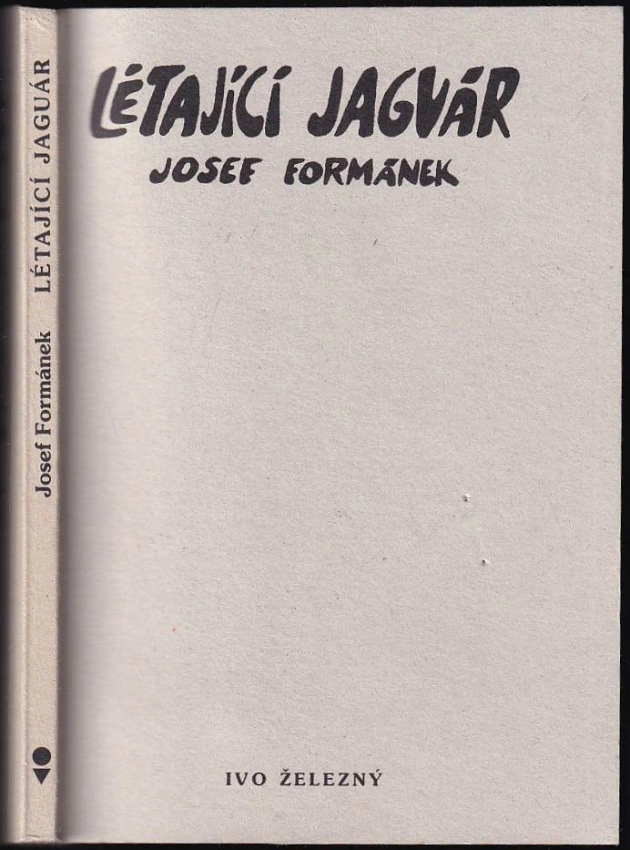 LÉTAJÍCÍ JAGUÁR
JOSEF FORMÁNEK
IVO ŽELEZNÝ
Josef Formánek LÉTAJÍCÍ JAGUÁR